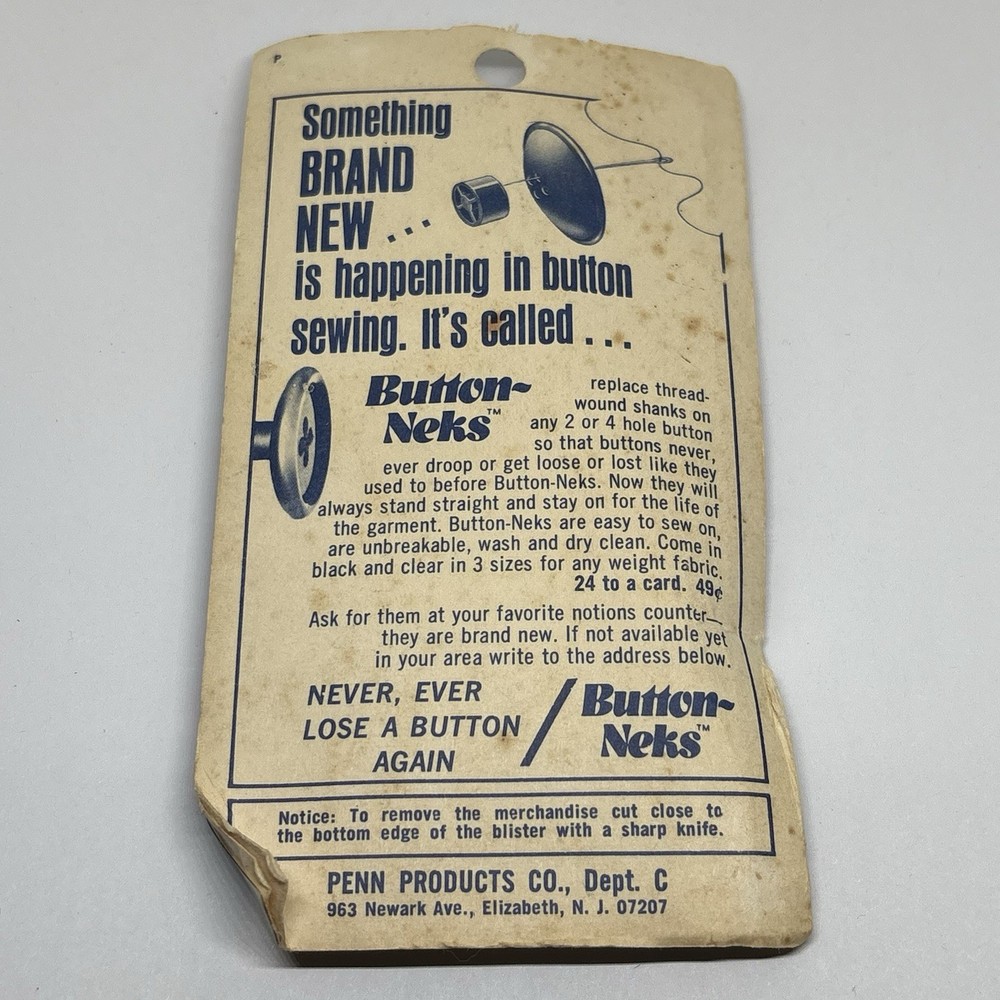 P
Something
BRAND
NEW ...
is happening in button
sewing. It's called ...
Button-
Neks™
replace thread-
wound shanks on
any 2 or 4 hole button
so that buttons never,
ever droop or get loose or lost like they
used to before Button-Neks. Now they will
always stand straight and stay on for the life of
the garment. Button-Neks are easy to sew on,
are unbreakable, wash and dry clean. Come in
black and clear in 3 sizes for any weight fabric.
24 to a card. 49¢
Ask for them at your favorite notions counter—
they are brand new. If not available yet
in your area write to the address below.
NEVER, EVER
LOSE A BUTTON
AGAIN
/
Button-
Neks™
Notice: To remove the merchandise cut close to
the bottom edge of the blister with a sharp knife.
PENN PRODUCTS CO., Dept. C
963 Newark Ave., Elizabeth, N. J. 07207